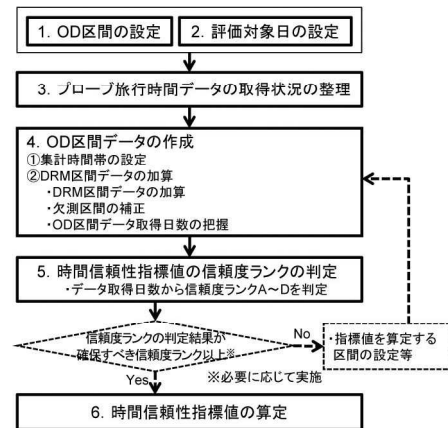 1. OD区間の設定
2. 評価対象日の設定
3. プローブ旅行時間データの取得状況の整理
4. OD区間データの作成
①集計時間帯の設定
②DRM区間データの加算
・DRM区間データの加算
・欠測区間の補正
・OD区間データ取得日数の把握
5. 時間信頼性指標値の信頼度ランクの判定
・データ取得日数から信頼度ランクA～Dを判定
信頼度ランクの判定結果が
確保すべき信頼度ランク以上※
No
・指標値を算定する
区間の設定等
Yes
※必要に応じて実施
6. 時間信頼性指標値の算定